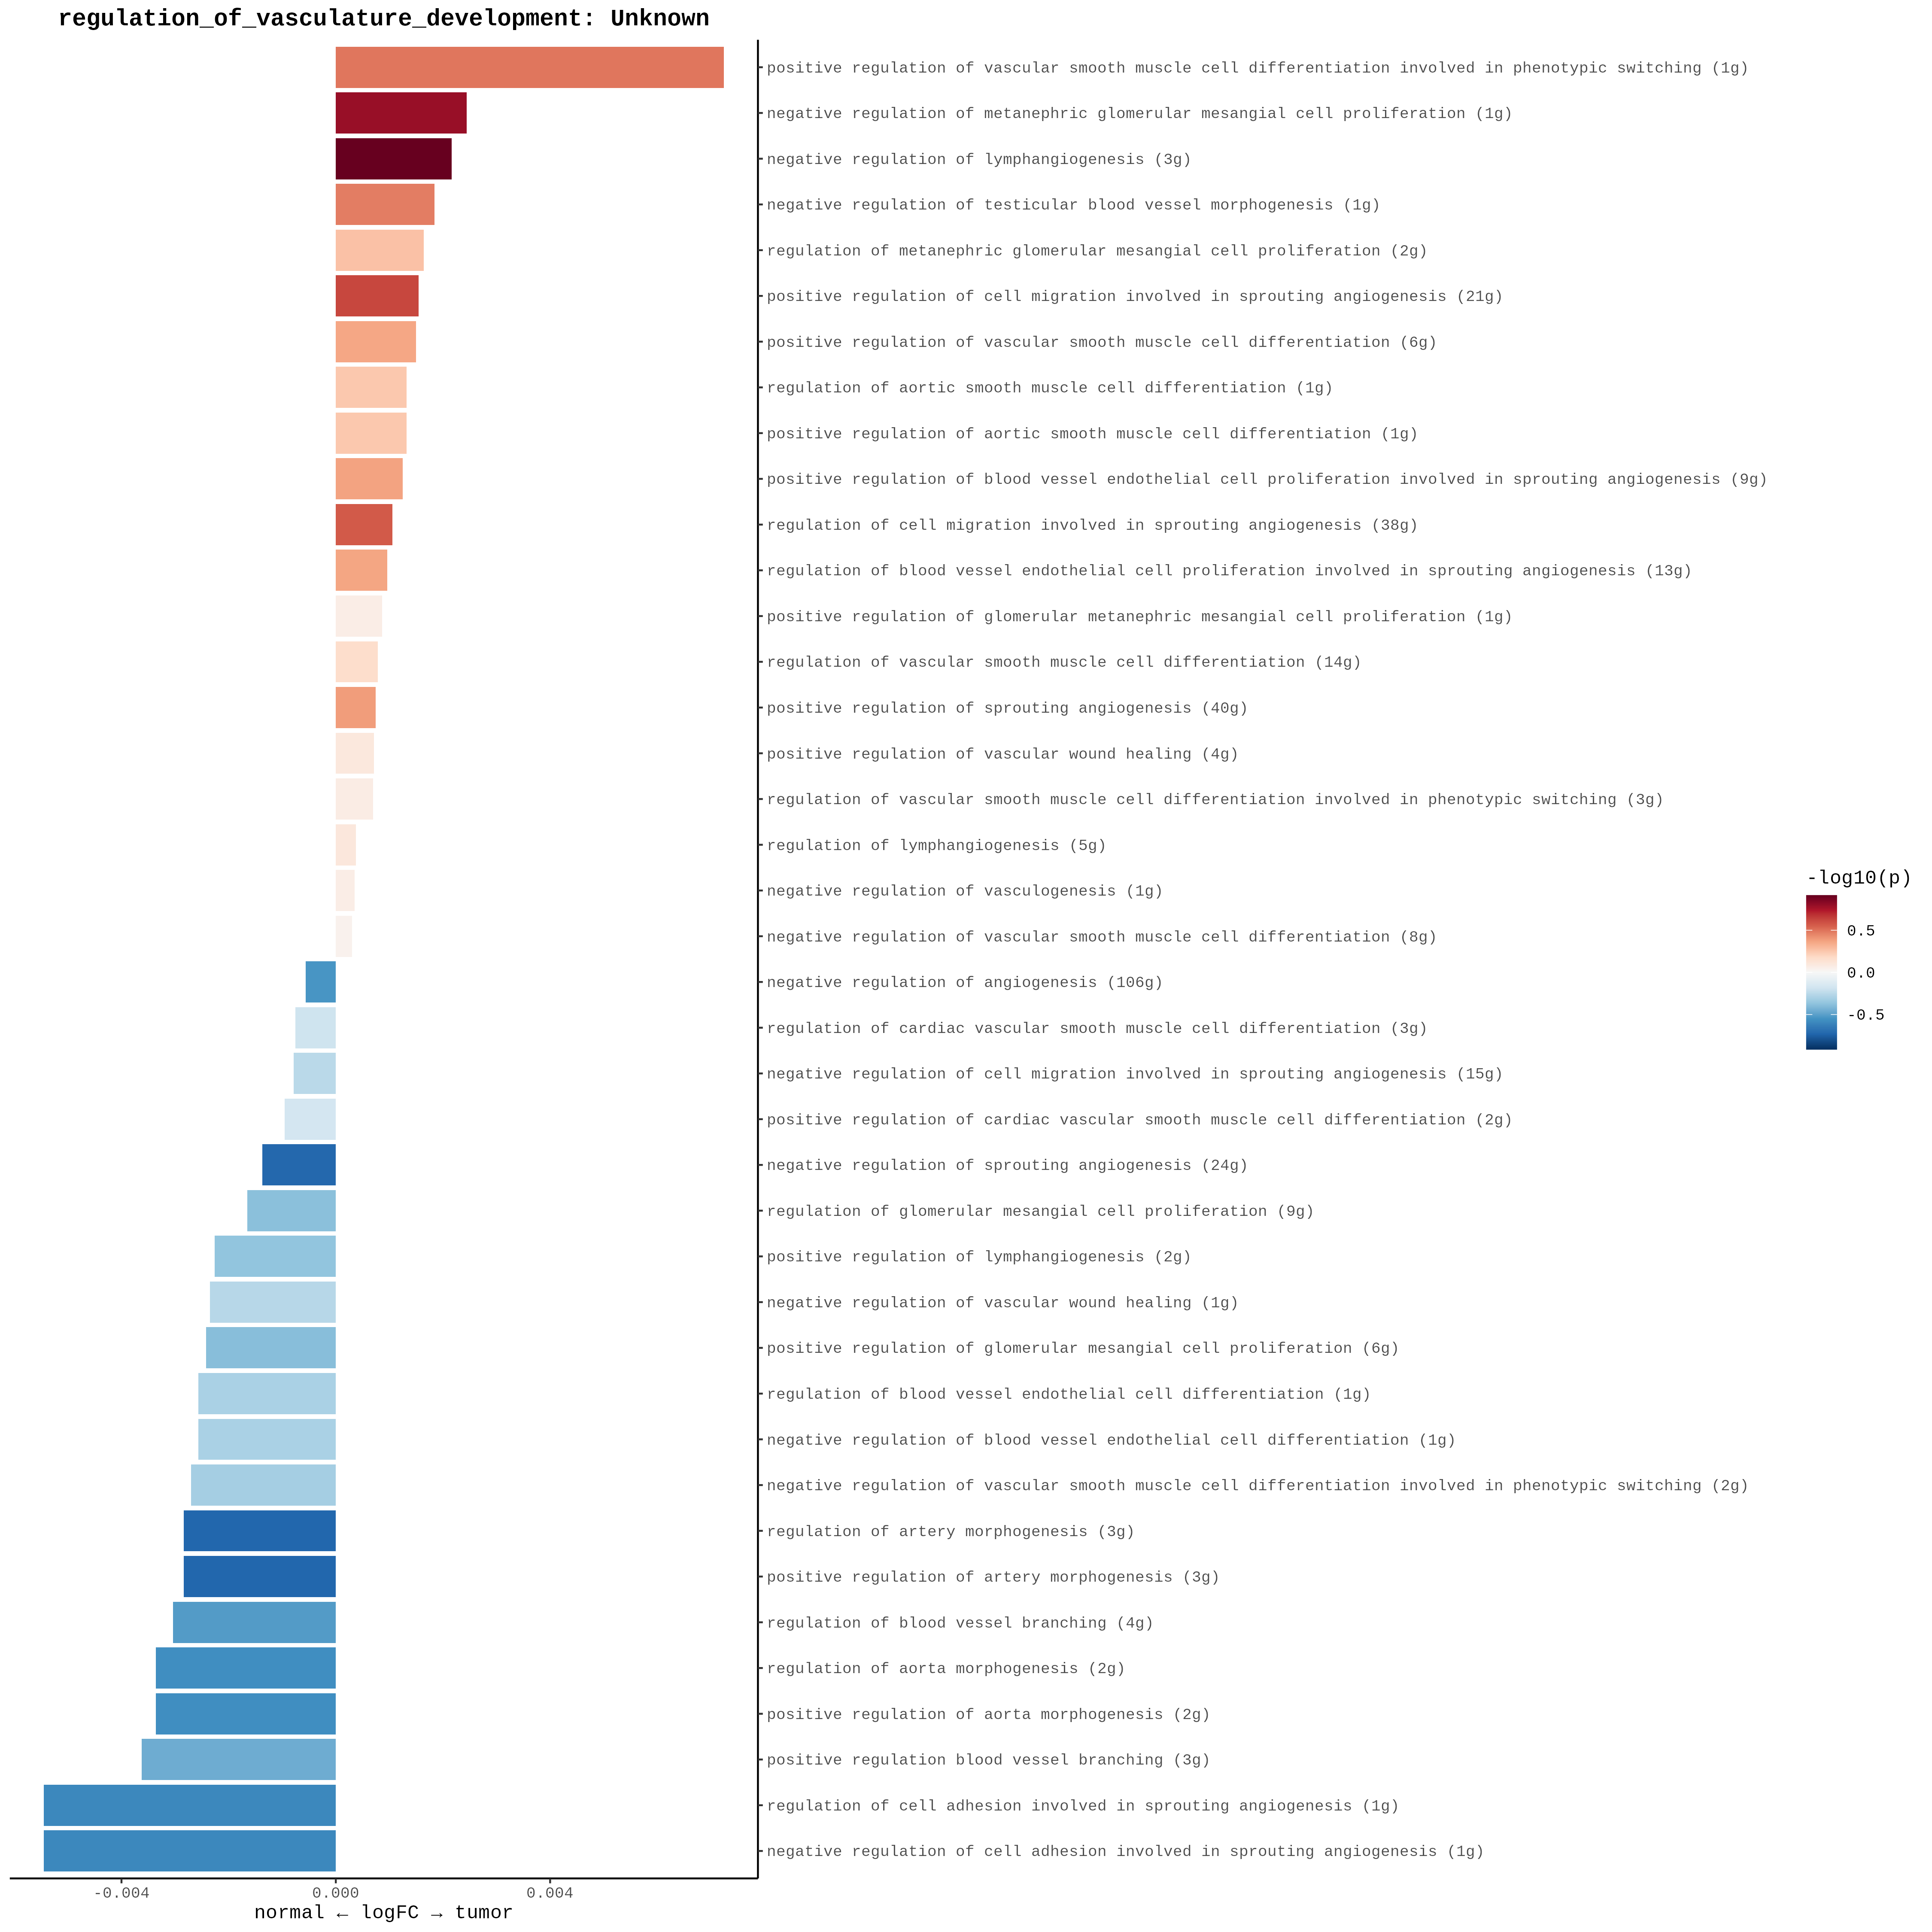 regulation_of_vasculature_development: Unknown
positive regulation of vascular smooth muscle cell differentiation involved in phenotypic switching (1g)
negative regulation of metanephric glomerular mesangial cell proliferation (1g)
negative regulation of lymphangiogenesis (3g)
negative regulation of testicular blood vessel morphogenesis (1g)
regulation of metanephric glomerular mesangial cell proliferation (2g)
positive regulation of cell migration involved in sprouting angiogenesis (21g)
positive regulation of vascular smooth muscle cell differentiation (6g)
regulation of aortic smooth muscle cell differentiation (1g)
positive regulation of aortic smooth muscle cell differentiation (1g)
positive regulation of blood vessel endothelial cell proliferation involved in sprouting angiogenesis (9g)
regulation of cell migration involved in sprouting angiogenesis (38g)
regulation of blood vessel endothelial cell proliferation involved in sprouting angiogenesis (13g)
positive regulation of glomerular metanephric mesangial cell proliferation (1g)
regulation of vascular smooth muscle cell differentiation (14g)
positive regulation of sprouting angiogenesis (40g)
positive regulation of vascular wound healing (4g)
regulation of vascular smooth muscle cell differentiation involved in phenotypic switching (3g)
regulation of lymphangiogenesis (5g)
negative regulation of vasculogenesis (1g)
negative regulation of vascular smooth muscle cell differentiation (8g)
negative regulation of angiogenesis (106g)
regulation of cardiac vascular smooth muscle cell differentiation (3g)
negative regulation of cell migration involved in sprouting angiogenesis (15g)
positive regulation of cardiac vascular smooth muscle cell differentiation (2g)
negative regulation of sprouting angiogenesis (24g)
regulation of glomerular mesangial cell proliferation (9g)
positive regulation of lymphangiogenesis (2g)
negative regulation of vascular wound healing (1g)
positive regulation of glomerular mesangial cell proliferation (6g)
regulation of blood vessel endothelial cell differentiation (1g)
negative regulation of blood vessel endothelial cell differentiation (1g)
negative regulation of vascular smooth muscle cell differentiation involved in phenotypic switching (2g)
regulation of artery morphogenesis (3g)
positive regulation of artery morphogenesis (3g)
regulation of blood vessel branching (4g)
regulation of aorta morphogenesis (2g)
positive regulation of aorta morphogenesis (2g)
positive regulation blood vessel branching (3g)
regulation of cell adhesion involved in sprouting angiogenesis (1g)
negative regulation of cell adhesion involved in sprouting angiogenesis (1g)
-0.004 0.000 0.004
normal ← logFC → tumor
-log10(p)
0.5
0.0
-0.5